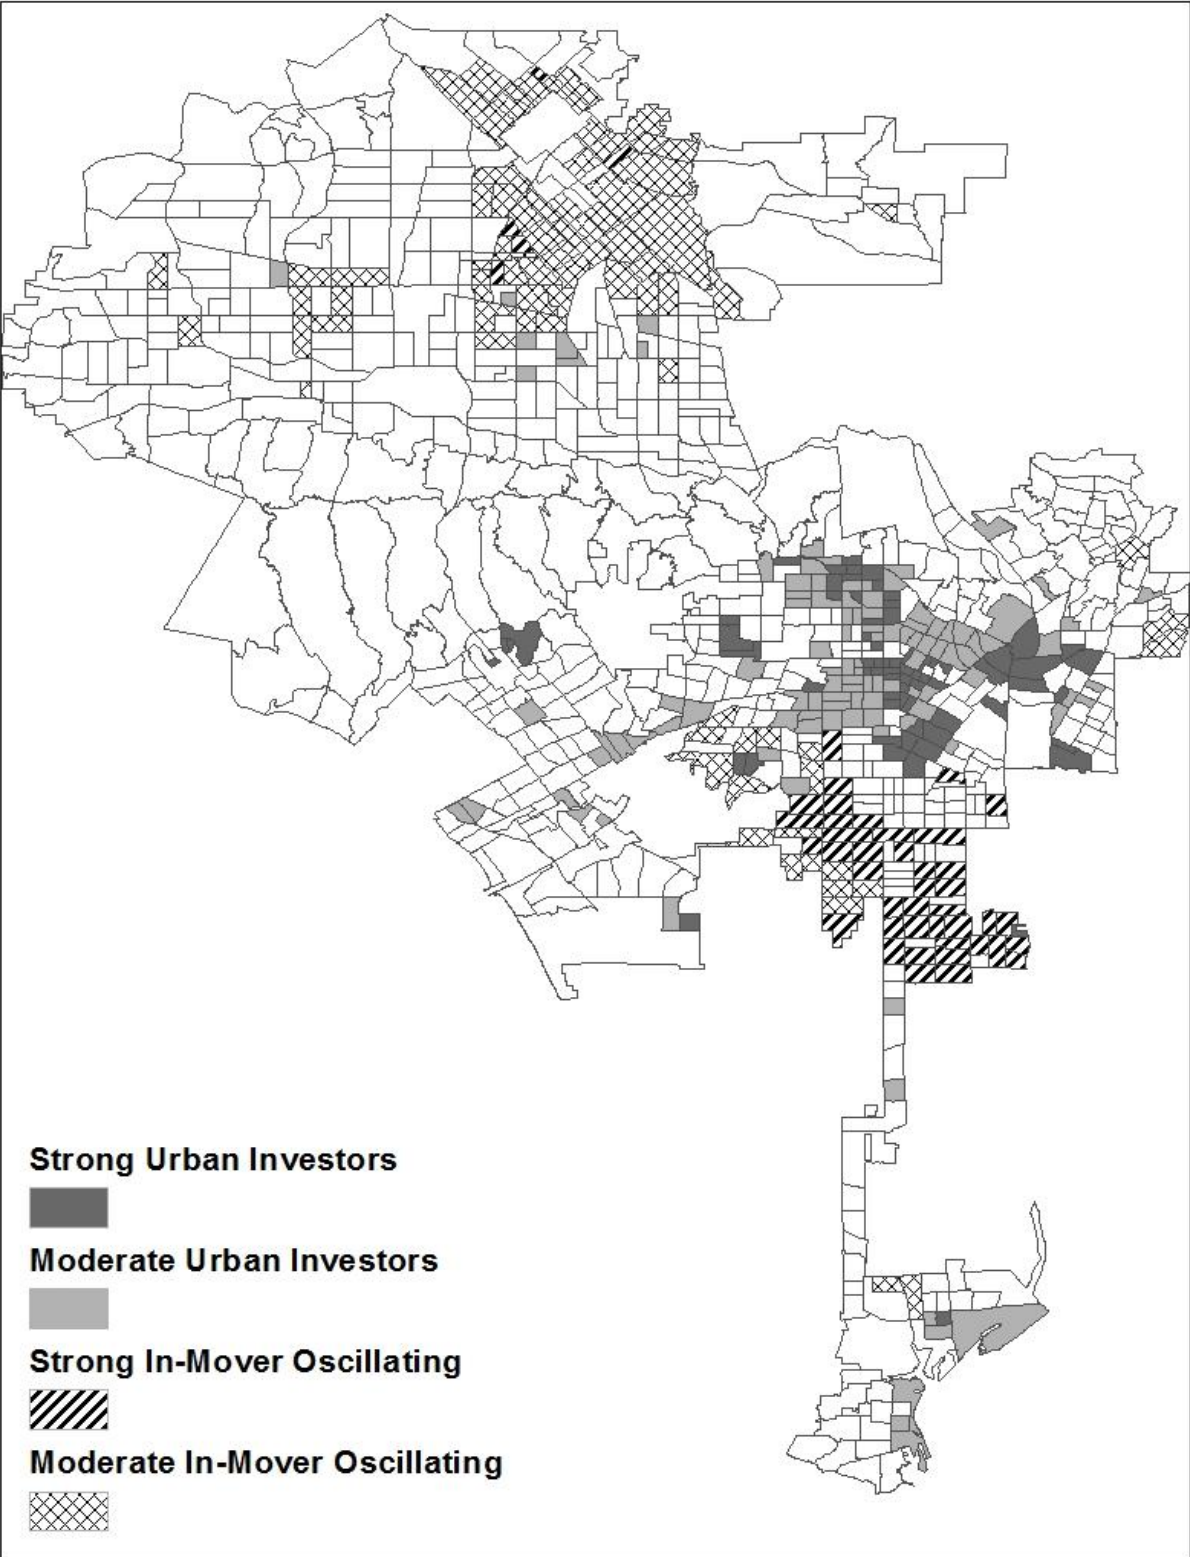 Strong Urban Investors
Moderate Urban Investors
Strong In-Mover Oscillating
Moderate In-Mover Oscillating